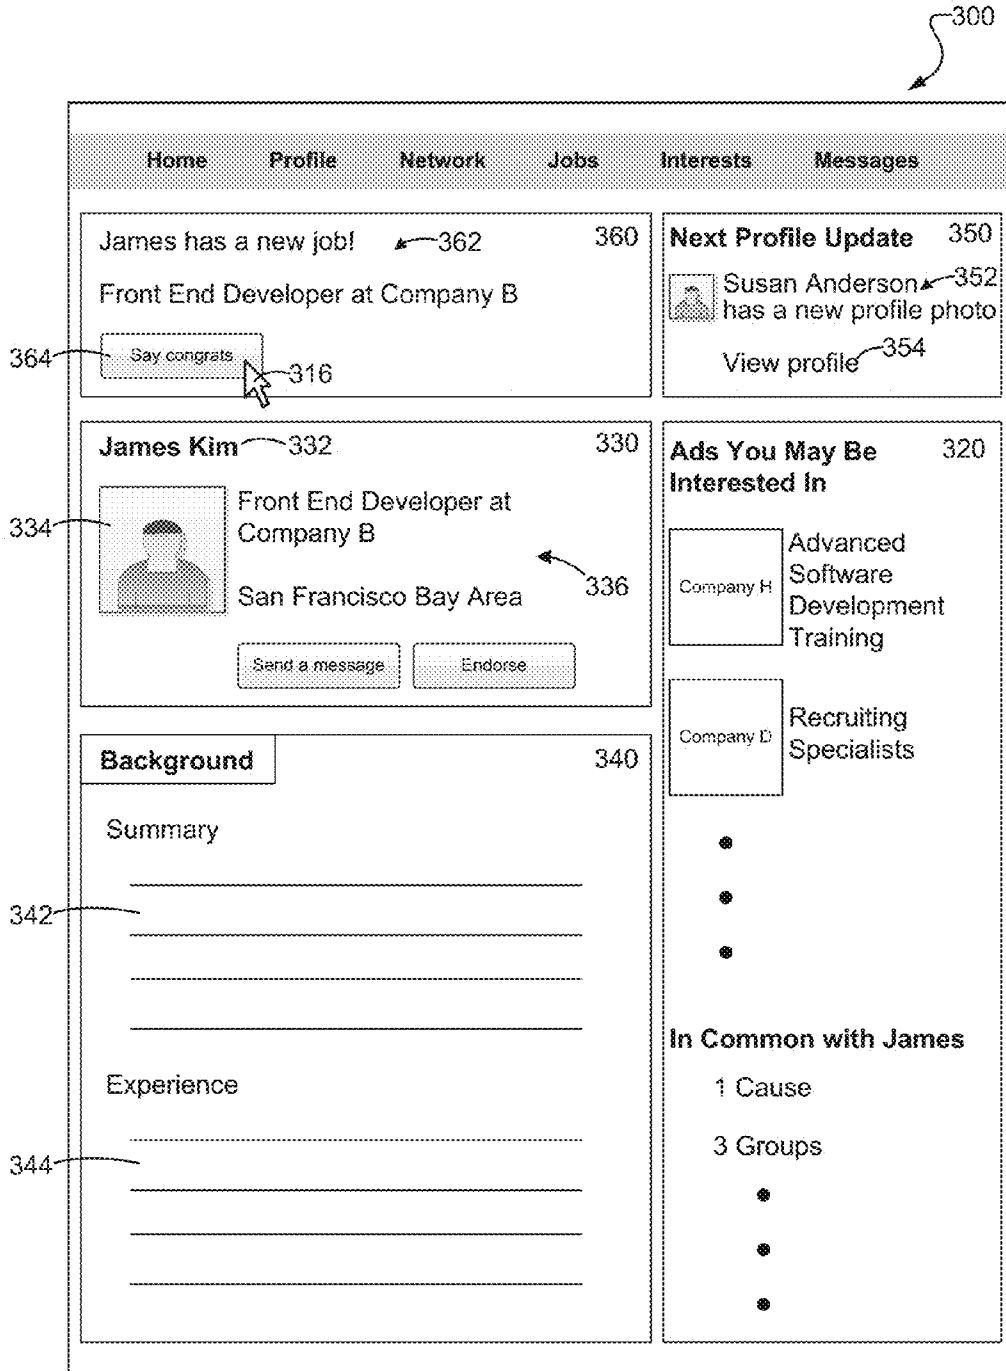 300
Home Profile Network Jobs Interests Messages
James has a new job! 362 360
Front End Developer at Company B
364 Say congrats 316
Next Profile Update 350
Susan Anderson 352
has a new profile photo
View profile 354
James Kim 332 330
334 Front End Developer at
Company B
336
San Francisco Bay Area
Send a message Endorse
Ads You May Be 320
Interested In
Company H
Advanced
Software
Development
Training
Company D
Recruiting
Specialists
Background 340
Summary
342
Experience
344
In Common with James
1 Cause
3 Groups